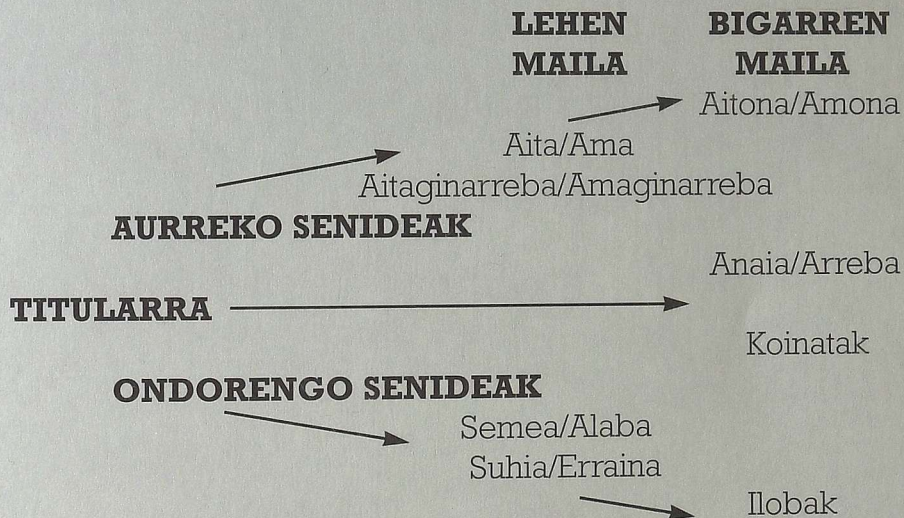 LEHEN MAILA
BIGARREN MAILA
Aitona/Amona
Aita/Ama
Aitaginarreba/Amaginarreba
AURREKO SENIDEAK
Anaia/Arreba
TITULARRA
Koinatak
ONDORENGO SENIDEAK
Semea/Alaba
Suhia/Erraina
Ilobak